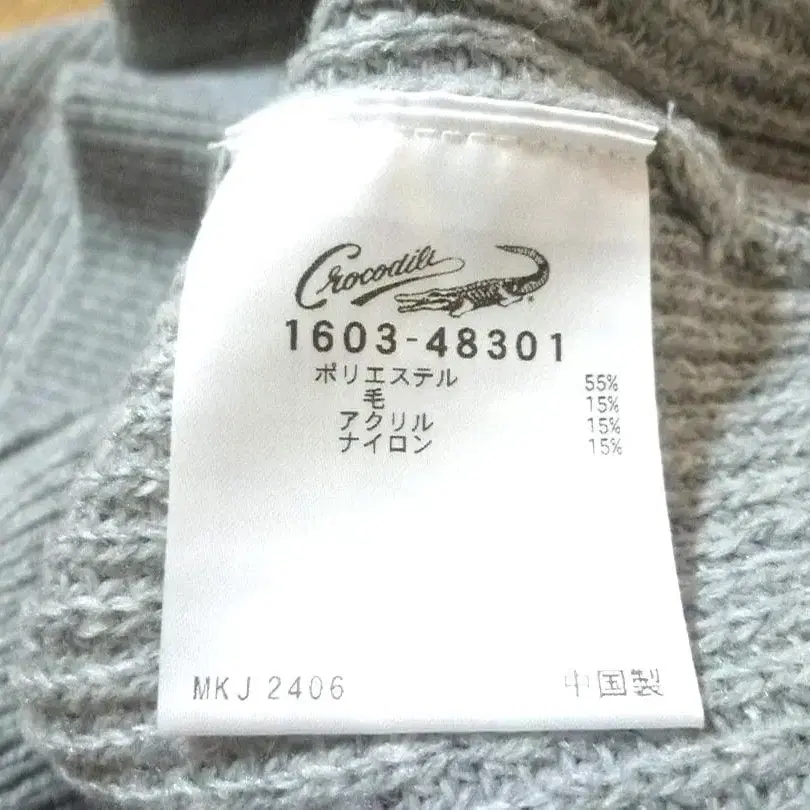 Crocodile
1603-48301
ポリエステル 55%
毛 15%
アクリル 15%
ナイロン 15%
MKJ 2406 中国製